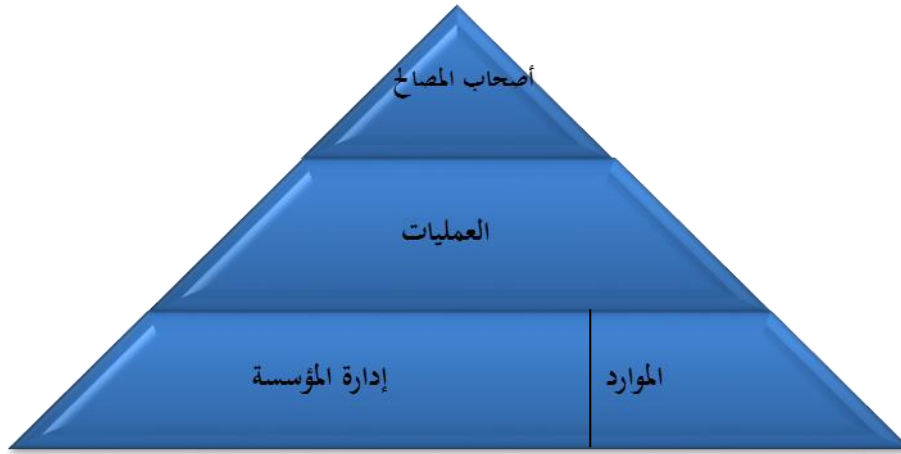 أصحاب المصالح
العمليات
الموارد
إدارة المؤسسة